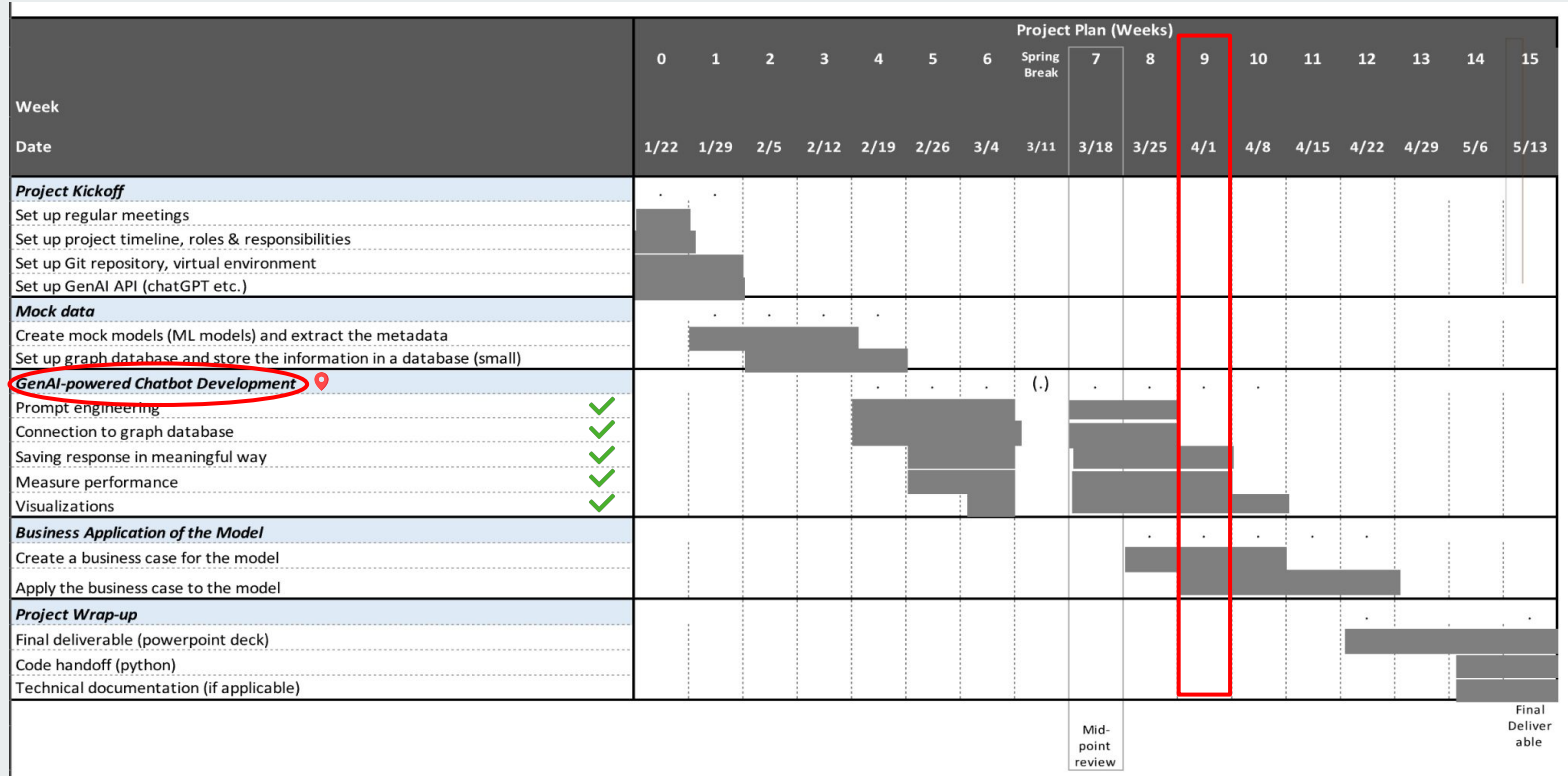 Project Plan (Weeks)
0 1 2 3 4 5 6 Spring Break 7 8 9 10 11 12 13 14 15
Week
Date 1/22 1/29 2/5 2/12 2/19 2/26 3/4 3/11 3/18 3/25 4/1 4/8 4/15 4/22 4/29 5/6 5/13
Project Kickoff . .
Set up regular meetings
Set up project timeline, roles & responsibilities
Set up Git repository, virtual environment
Set up GenAI API (chatGPT etc.)
Mock data . . . .
Create mock models (ML models) and extract the metadata
Set up graph database and store the information in a database (small)
GenAI-powered Chatbot Development . . . (.) . . . .
Prompt engineering
Connection to graph database
Saving response in meaningful way
Measure performance
Visualizations
Business Application of the Model . . . . .
Create a business case for the model
Apply the business case to the model
Project Wrap-up . .
Final deliverable (powerpoint deck)
Code handoff (python)
Technical documentation (if applicable)
Mid-
point
review
Final
Deliver
able